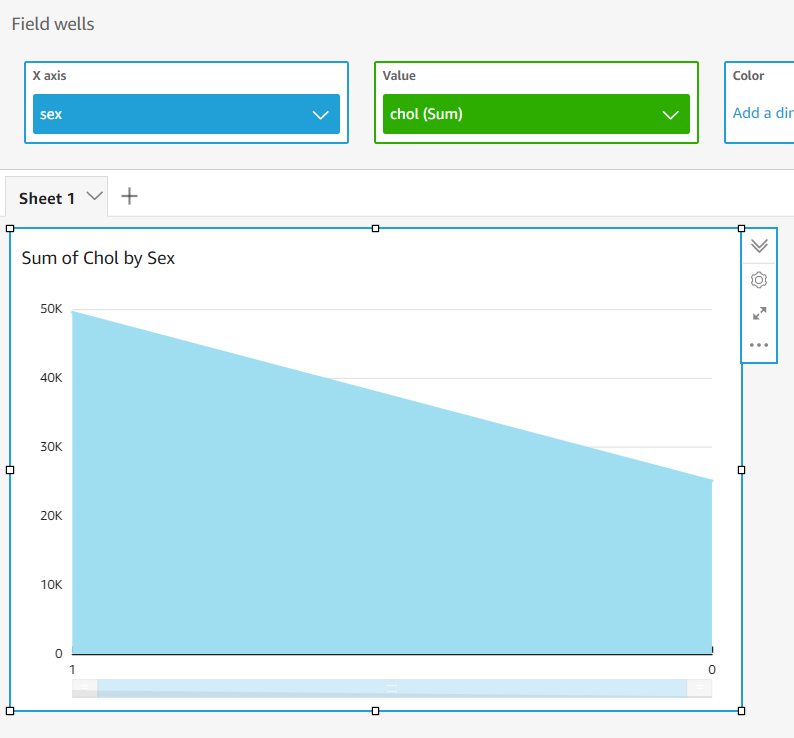 Field wells
X axis
Value
Color
sex
chol (Sum)
Add a din
Sheet 1
Sum of Chol by Sex
50K
40K
30K
20K
10K
0
1
0